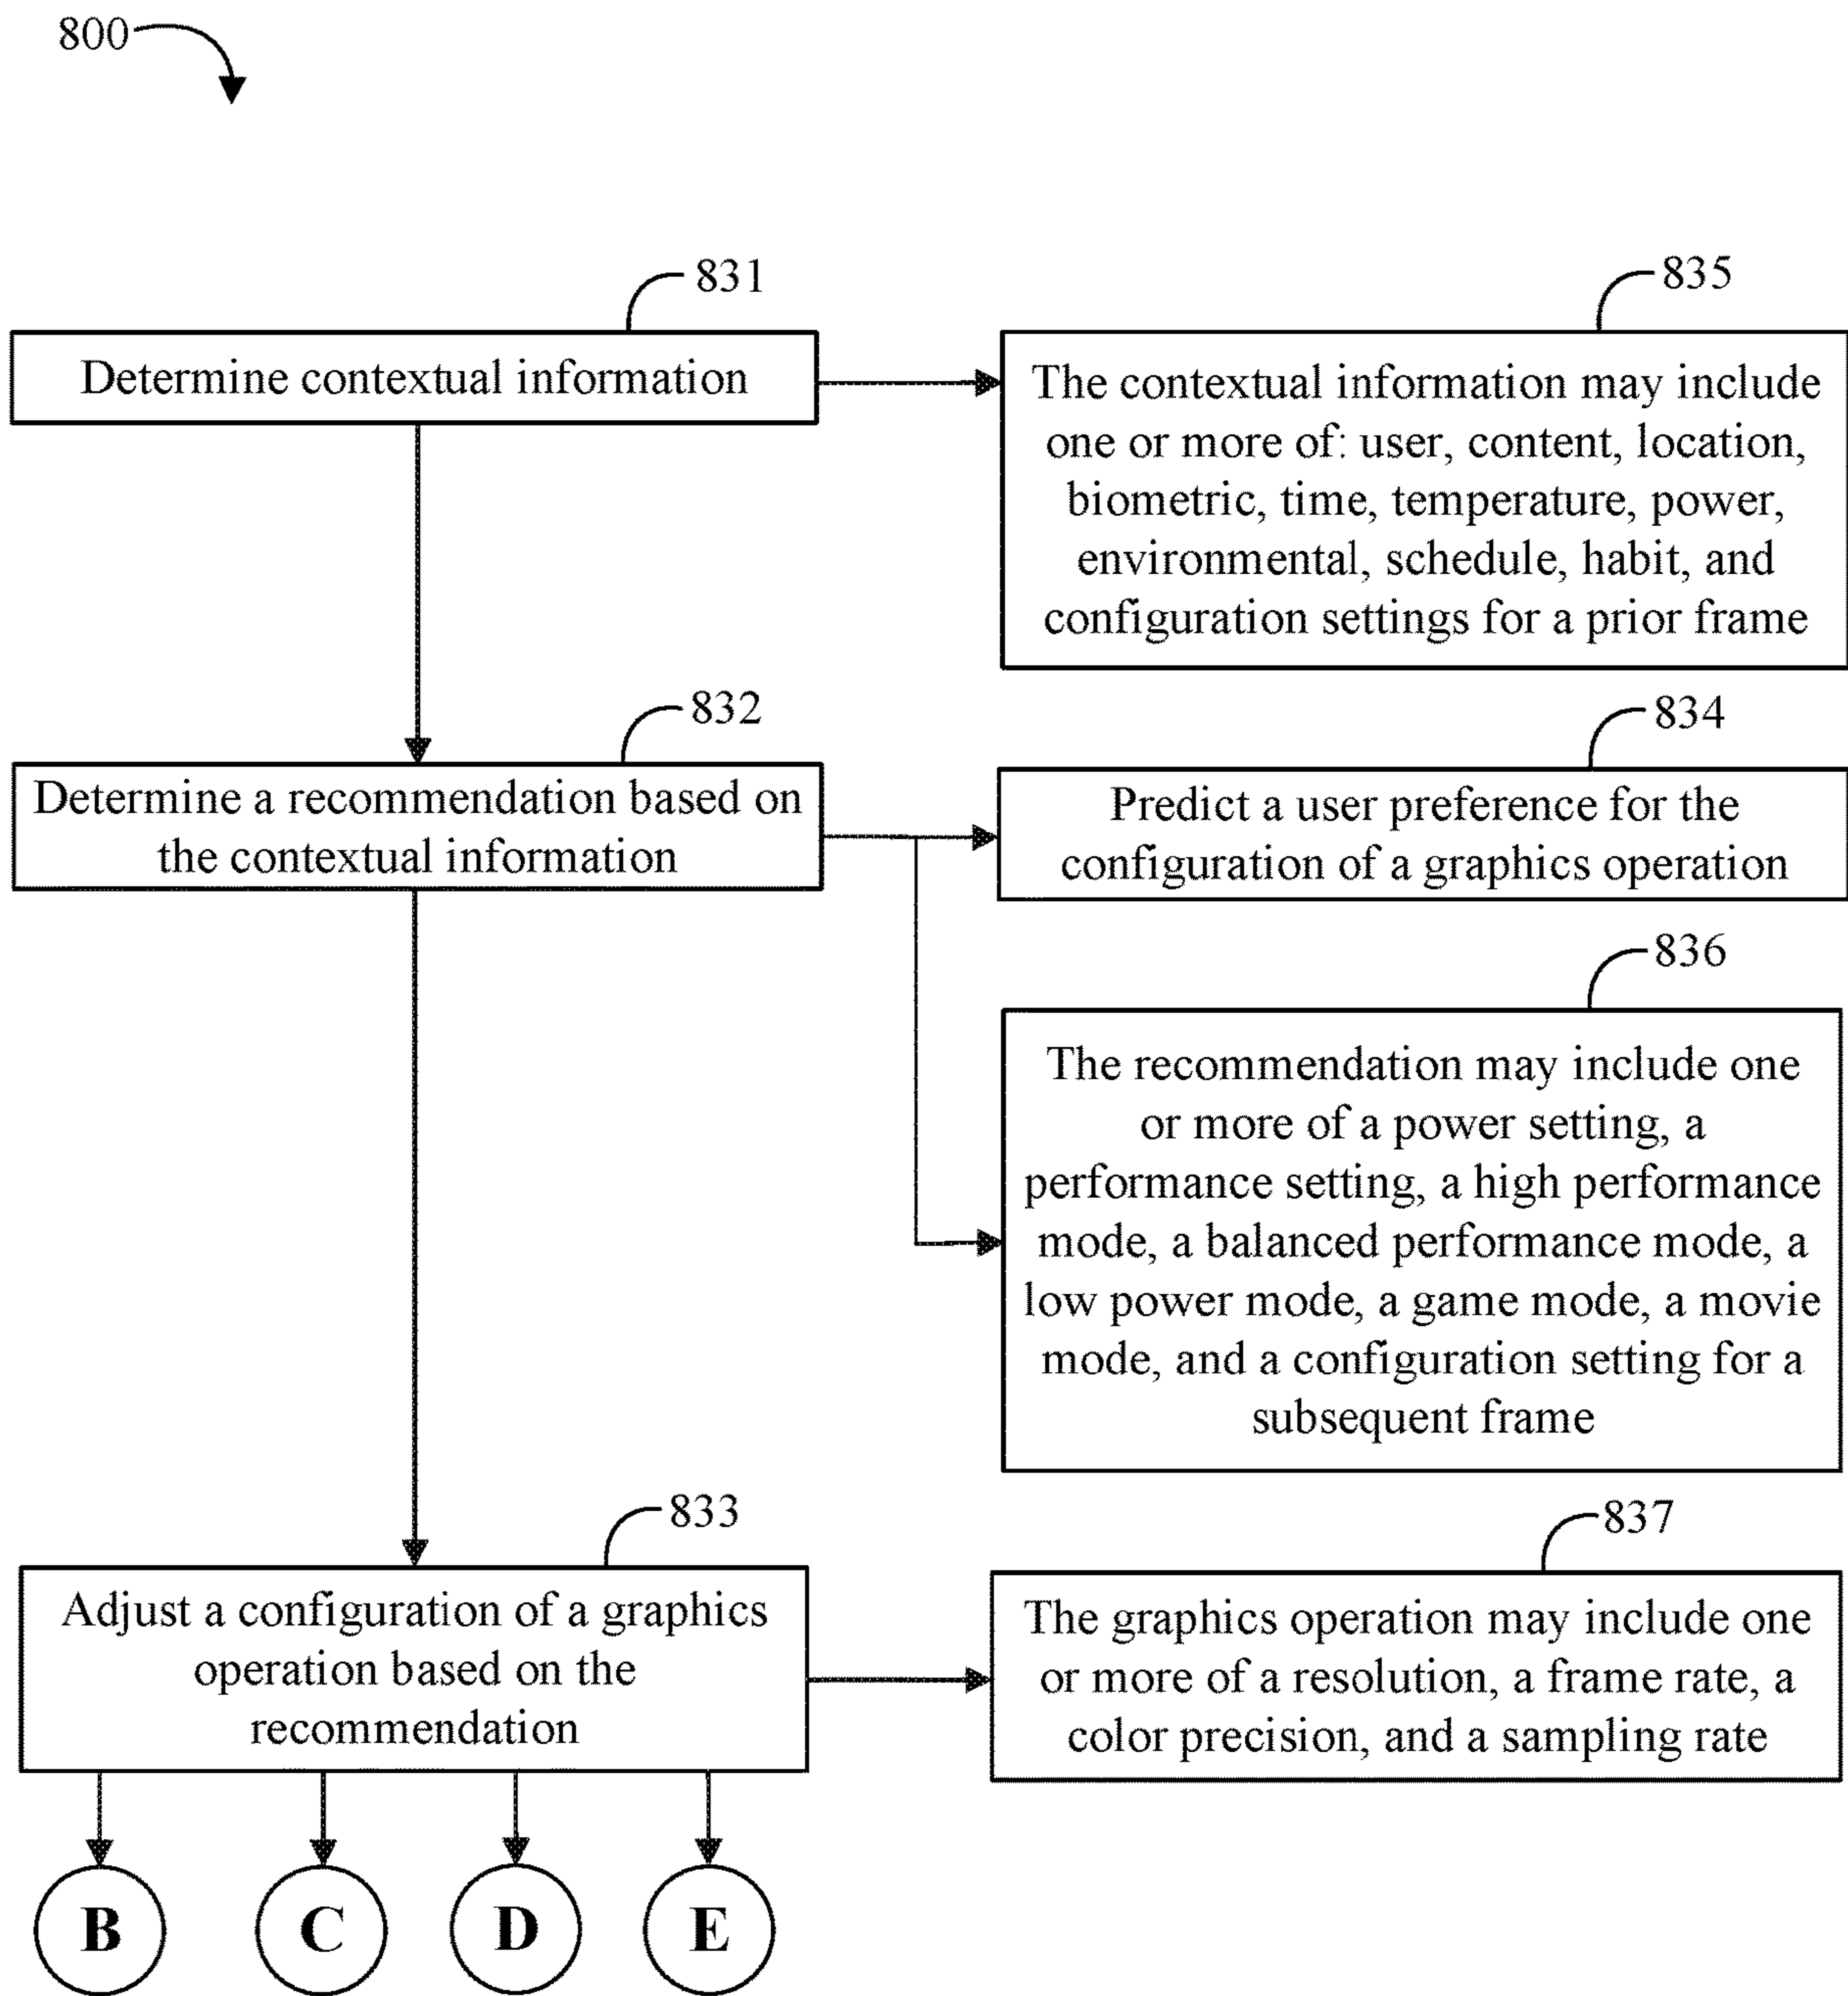 800
831
Determine contextual information
835
The contextual information may include
one or more of: user, content, location,
biometric, time, temperature, power,
environmental, schedule, habit, and
configuration settings for a prior frame
832
Determine a recommendation based on
the contextual information
834
Predict a user preference for the
configuration of a graphics operation
836
The recommendation may include one
or more of a power setting, a
performance setting, a high performance
mode, a balanced performance mode, a
low power mode, a game mode, a movie
mode, and a configuration setting for a
subsequent frame
833
Adjust a configuration of a graphics
operation based on the
recommendation
837
The graphics operation may include one
or more of a resolution, a frame rate, a
color precision, and a sampling rate
B
C
D
E